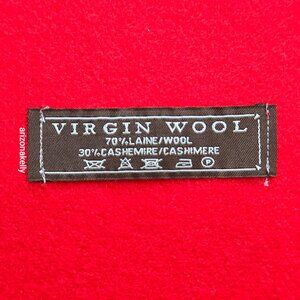 VIRGIN WOOL
70%LAINE/WOOL
30%CASHEMIRE/CASHIMERE
P
arizonakelly